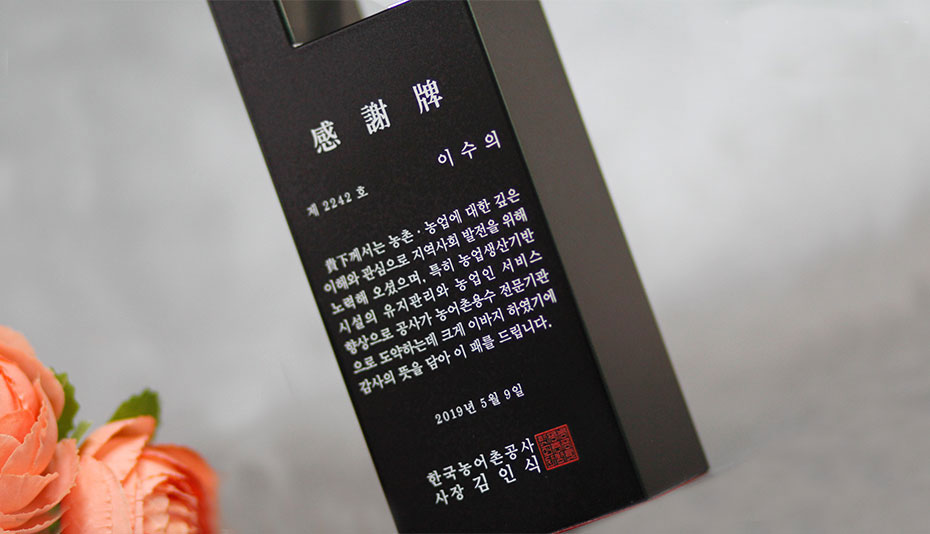 感謝牌
이수의
제 2242 호
貴下께서는 농촌 · 농업에 대한 깊은
이해와 관심으로 지역사회 발전을 위해
노력해 오셨으며, 특히 농업생산기반
시설의 유지관리와 농업인 서비스
향상으로 공사가 농어촌용수 전문기관
으로 도약하는데 크게 이바지 하였기에
감사의 뜻을 담아 이 패를 드립니다.
2019년 5월 9일
한국농어촌공사
사장 김인식